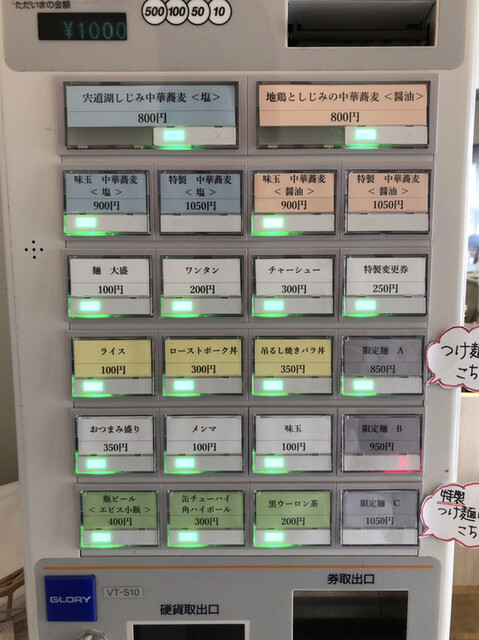 ただいまの金額
¥1000
500 100 50 10
宍道湖しじみ中華蕎麦<塩>
800円
地鶏としじみの中華蕎麦<醤油>
800円
味玉 中華蕎麦
<塩>
900円
特製 中華蕎麦
<塩>
1050円
味玉 中華蕎麦
<醤油>
900円
特製 中華蕎麦
<醤油>
1050円
麺 大盛
100円
ワンタン
200円
チャーシュー
300円
特製変更券
250円
ライス
100円
ローストポーク丼
300円
吊るし焼きバラ丼
350円
限定麺 A
850円
つけ麺
こち
おつまみ盛り
350円
メンマ
100円
味玉
100円
限定麺 B
950円
瓶ビール
<ヱビス小瓶>
400円
缶チューハイ
角ハイボール
300円
黒ウーロン茶
200円
限定麺 C
1050円
特製
つけ麺
こち
GLORY
VT-S10
硬貨取出口
券取出口